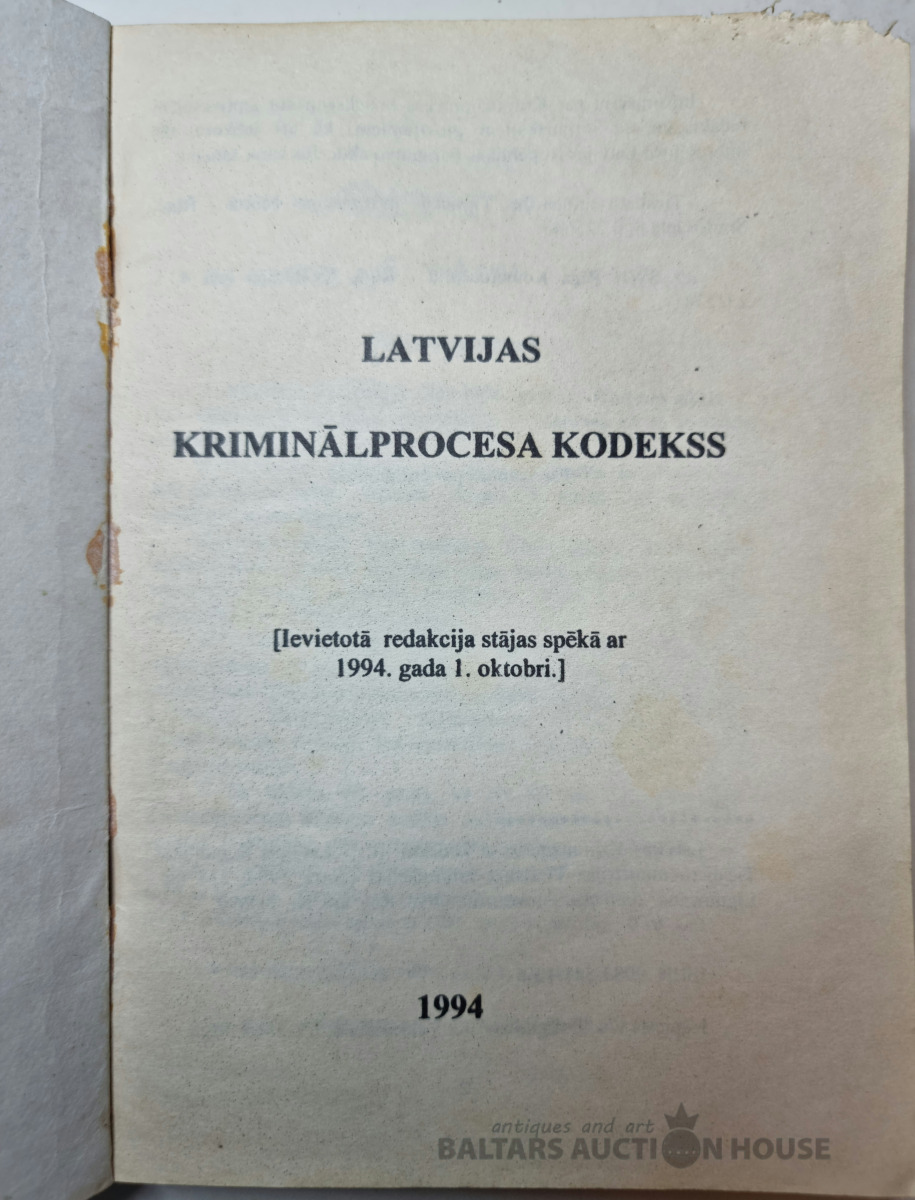 LATVIJAS
KRIMINĀLPROCESA KODEKSS
[Ievietotā redakcija stājas spēkā ar
1994. gada 1. oktobri.]
1994
antiques and art
BALTARS AUCTION HOUSE